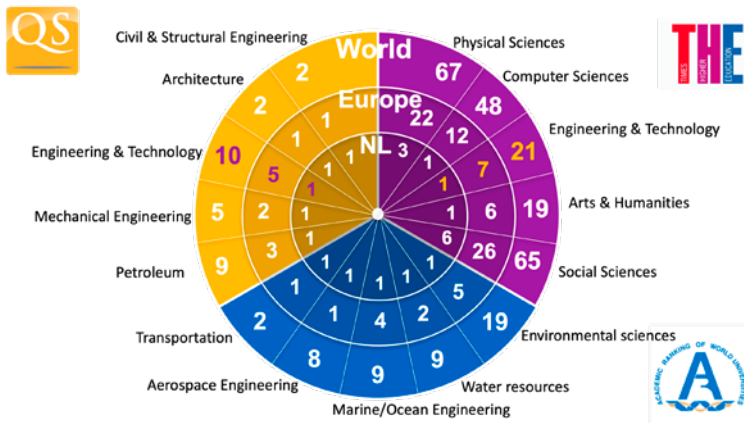 QS
Civil & Structural Engineering
Architecture
Engineering & Technology
Mechanical Engineering
Petroleum
Transportation
Aerospace Engineering
Marine/Ocean Engineering
Water resources
Environmental sciences
Social Sciences
Arts & Humanities
Engineering & Technology
Computer Sciences
Physical Sciences
World
2
2
10
5
9
2
8
9
9
19
65
19
21
48
67
Europe
1
1
5
2
3
1
1
4
2
5
26
6
7
12
22
NL
1
1
1
1
1
1
1
1
1
1
6
1
1
1
3
THE
TIMES
HIGHER
EDUCATION
ACADEMIC RANKING OF WORLD UNIVERSITIES